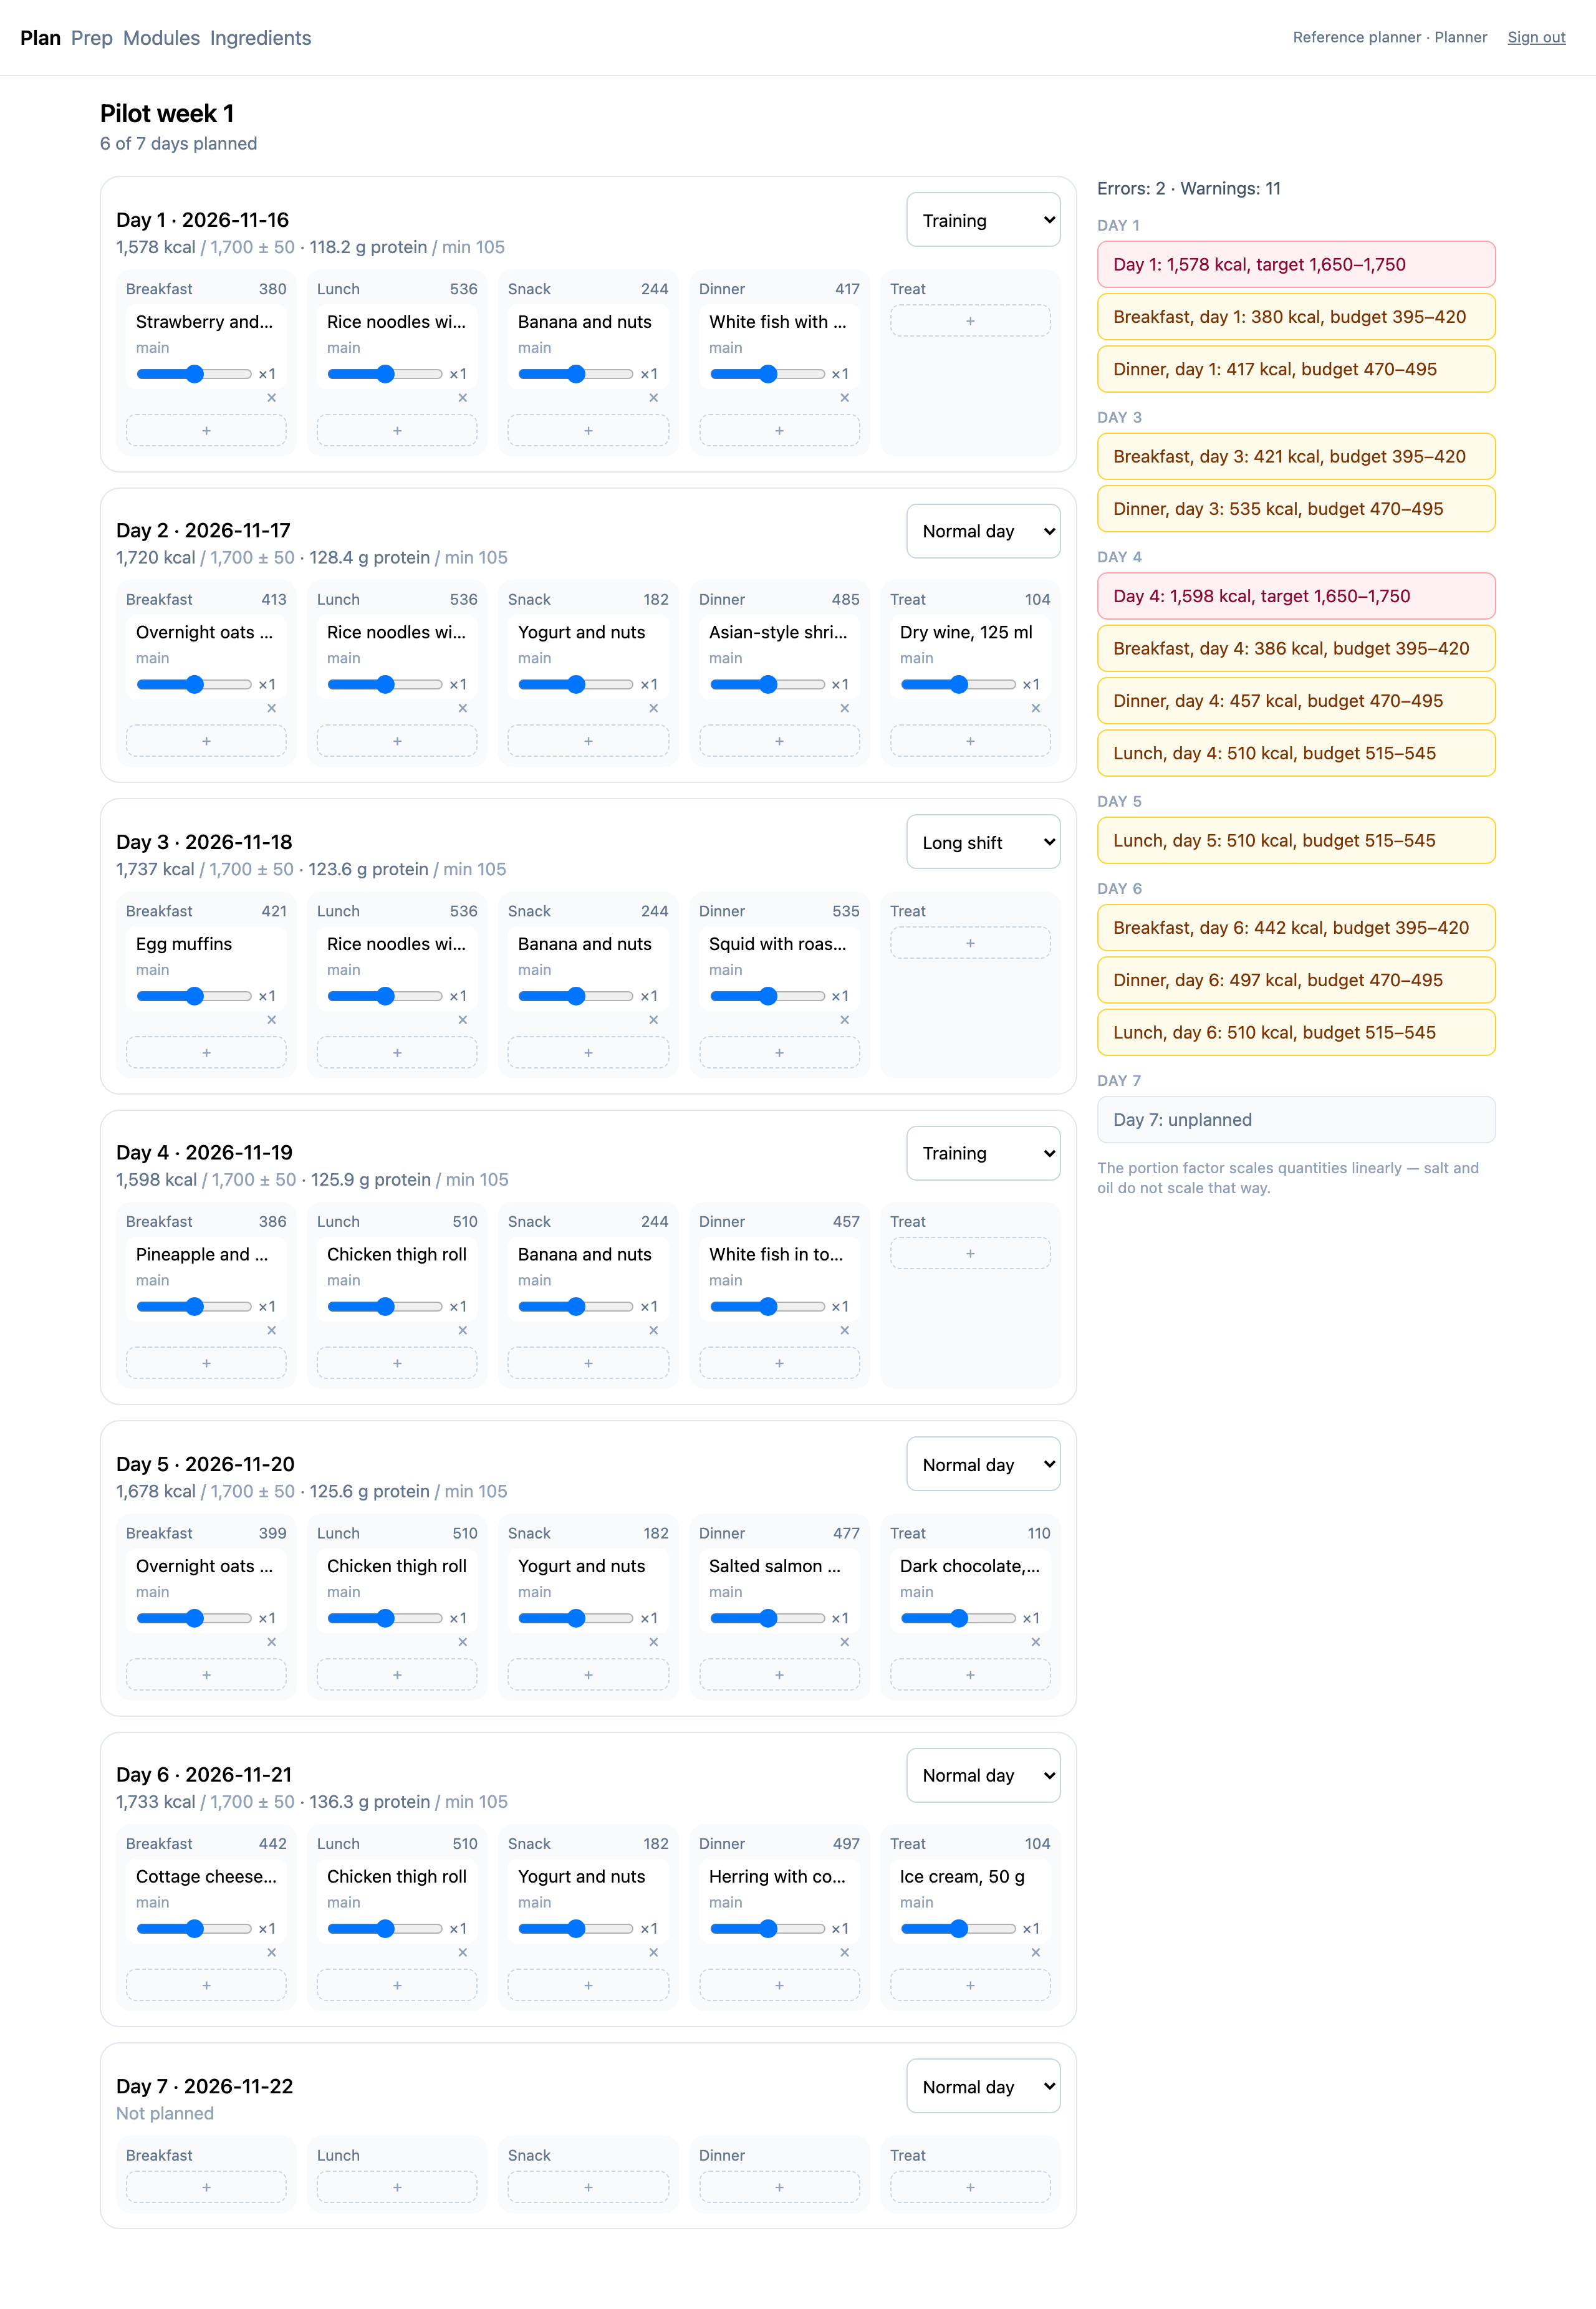 Plan Prep Modules Ingredients
Reference planner · Planner Sign out
Pilot week 1
6 of 7 days planned
Day 1 · 2026-11-16
Training
1,578 kcal / 1,700 ± 50 · 118.2 g protein / min 105
Breakfast 380 Lunch 536 Snack 244 Dinner 417 Treat
Strawberry and... Rice noodles wi... Banana and nuts White fish with ... +
main main main main
×1 ×1 ×1 ×1
× × × ×
+ + + +
Day 2 · 2026-11-17
Normal day
1,720 kcal / 1,700 ± 50 · 128.4 g protein / min 105
Breakfast 413 Lunch 536 Snack 182 Dinner 485 Treat 104
Overnight oats ... Rice noodles wi... Yogurt and nuts Asian-style shri... Dry wine, 125 ml
main main main main main
×1 ×1 ×1 ×1 ×1
× × × × ×
+ + + + +
Day 3 · 2026-11-18
Long shift
1,737 kcal / 1,700 ± 50 · 123.6 g protein / min 105
Breakfast 421 Lunch 536 Snack 244 Dinner 535 Treat
Egg muffins Rice noodles wi... Banana and nuts Squid with roas... +
main main main main
×1 ×1 ×1 ×1
× × × ×
+ + + +
Day 4 · 2026-11-19
Training
1,598 kcal / 1,700 ± 50 · 125.9 g protein / min 105
Breakfast 386 Lunch 510 Snack 244 Dinner 457 Treat
Pineapple and ... Chicken thigh roll Banana and nuts White fish in to... +
main main main main
×1 ×1 ×1 ×1
× × × ×
+ + + +
Day 5 · 2026-11-20
Normal day
1,678 kcal / 1,700 ± 50 · 125.6 g protein / min 105
Breakfast 399 Lunch 510 Snack 182 Dinner 477 Treat 110
Overnight oats ... Chicken thigh roll Yogurt and nuts Salted salmon ... Dark chocolate,...
main main main main main
×1 ×1 ×1 ×1 ×1
× × × × ×
+ + + + +
Day 6 · 2026-11-21
Normal day
1,733 kcal / 1,700 ± 50 · 136.3 g protein / min 105
Breakfast 442 Lunch 510 Snack 182 Dinner 497 Treat 104
Cottage cheese... Chicken thigh roll Yogurt and nuts Herring with co... Ice cream, 50 g
main main main main main
×1 ×1 ×1 ×1 ×1
× × × × ×
+ + + + +
Day 7 · 2026-11-22
Normal day
Not planned
Breakfast Lunch Snack Dinner Treat
+ + + + +
Errors: 2 · Warnings: 11
DAY 1
Day 1: 1,578 kcal, target 1,650–1,750
Breakfast, day 1: 380 kcal, budget 395–420
Dinner, day 1: 417 kcal, budget 470–495
DAY 3
Breakfast, day 3: 421 kcal, budget 395–420
Dinner, day 3: 535 kcal, budget 470–495
DAY 4
Day 4: 1,598 kcal, target 1,650–1,750
Breakfast, day 4: 386 kcal, budget 395–420
Dinner, day 4: 457 kcal, budget 470–495
Lunch, day 4: 510 kcal, budget 515–545
DAY 5
Lunch, day 5: 510 kcal, budget 515–545
DAY 6
Breakfast, day 6: 442 kcal, budget 395–420
Dinner, day 6: 497 kcal, budget 470–495
Lunch, day 6: 510 kcal, budget 515–545
DAY 7
Day 7: unplanned
The portion factor scales quantities linearly — salt and
oil do not scale that way.